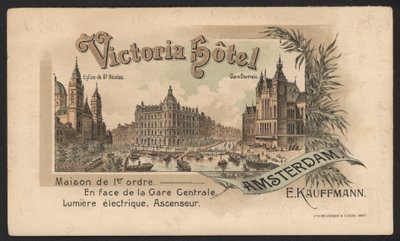 Victoria Hôtel
Eglise de St Nicolas.
Gare Centrale.
AMSTERDAM
Maison de 1er ordre.
En face de la Gare Centrale
Lumière électrique, Ascenseur.
E. KAUFFMANN.